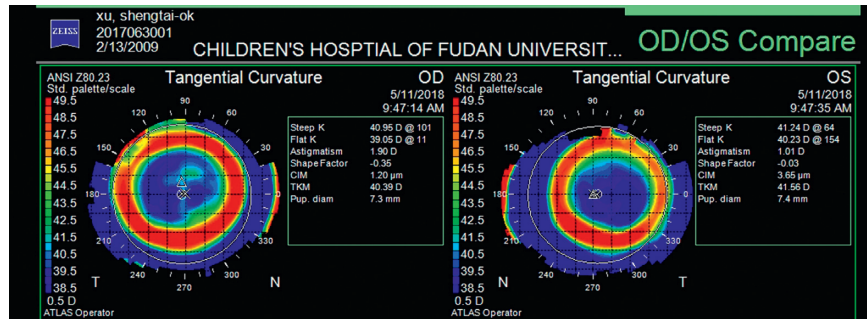 ZEISS
xu, shengtai-ok
2017063001
2/13/2009
CHILDREN'S HOSPTIAL OF FUDAN UNIVERSIT...
OD/OS Compare
ANSI Z80.23
Std. palette/scale
Tangential Curvature
OD
5/11/2018
9:47:14 AM
49.5
48.5
47.5
46.5
45.5
44.5
43.5
42.5
41.5
40.5
39.5
38.5
0.5 D
ATLAS Operator
90
120
60
150
30
180
0
210
330
240
300
270
T
N
Steep K 40.95 D @ 101
Flat K 39.05 D @ 11
Astigmatism 1.90 D
Shape Factor -0.35
CIM 1.20 µm
TKM 40.39 D
Pup. diam 7.3 mm
ANSI Z80.23
Std. palette/scale
Tangential Curvature
OS
5/11/2018
9:47:35 AM
49.5
48.5
47.5
46.5
45.5
44.5
43.5
42.5
41.5
40.5
39.5
38.5
0.5 D
ATLAS Operator
90
120
60
150
30
180
0
210
330
240
300
270
N
T
Steep K 41.24 D @ 64
Flat K 40.23 D @ 154
Astigmatism 1.01 D
Shape Factor -0.03
CIM 3.65 µm
TKM 41.56 D
Pup. diam 7.4 mm